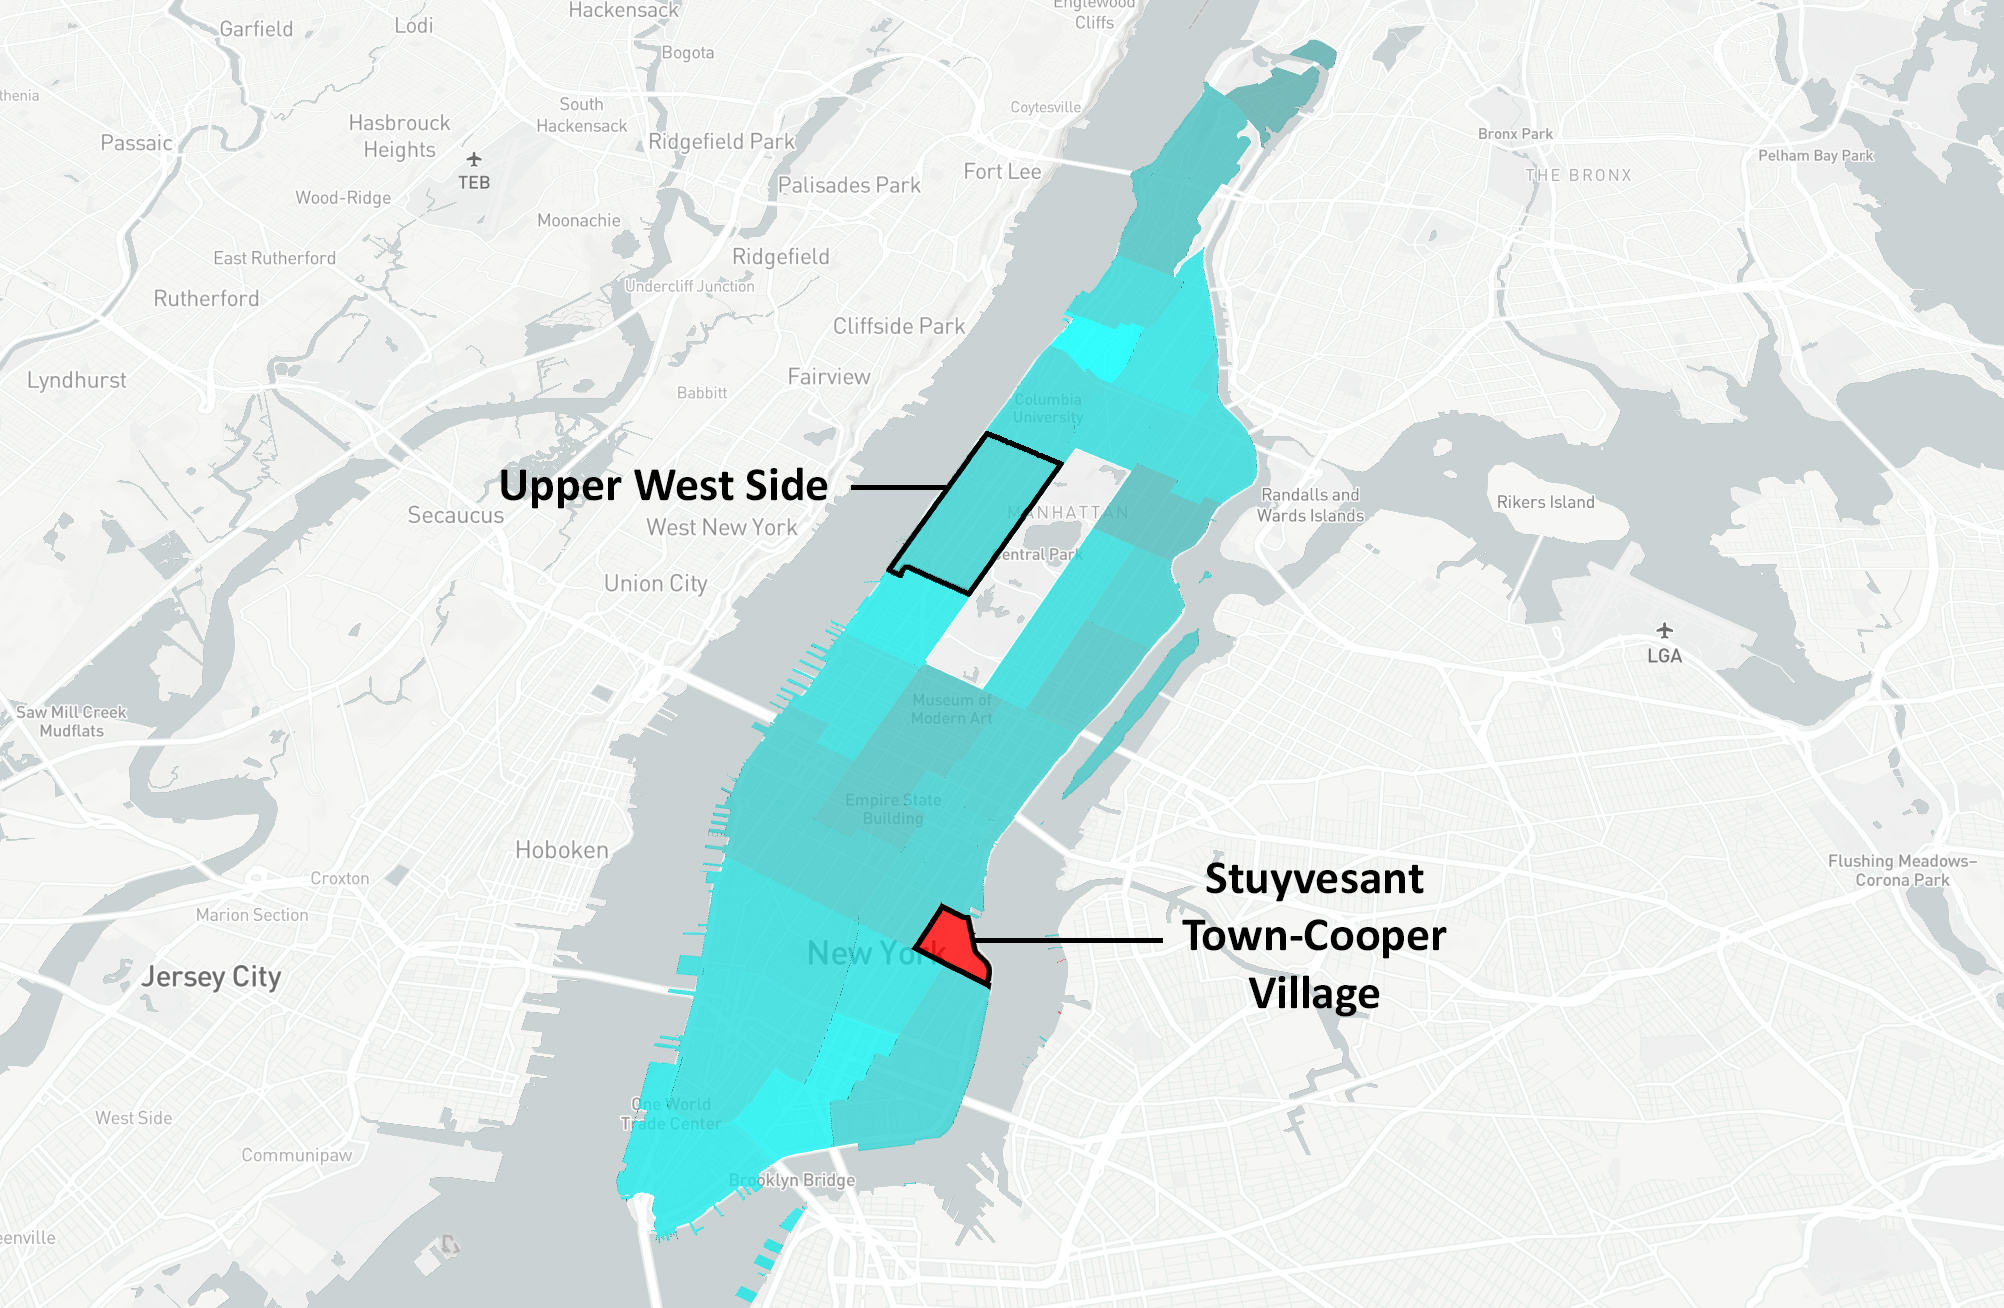 Hackensack
Englewood
Cliffs
Garfield
Lodi
Bogota
thenia
South
Hackensack
Coytesville
Hasbrouck
Heights
Passaic
Ridgefield Park
Bronx Park
Pelham Bay Park
TEB
Fort Lee
THE BRONX
Palisades Park
Wood-Ridge
Moonachie
East Rutherford
Ridgefield
Undercliff Junction
Rutherford
Cliffside Park
Lyndhurst
Fairview
Babbitt
Columbia
University
Upper West Side
Secaucus
West New York
MANHATTAN
Randalls and
Wards Islands
Rikers Island
entral Park
Union City
LGA
Saw Mill Creek
Mudflats
Museum of
Modern Art
Empire State
Building
Hoboken
Croxton
Stuyvesant
Town-Cooper
Village
Flushing Meadows–
Corona Park
Marion Section
New York
Jersey City
One World
Trade Center
West Side
Communipaw
Brooklyn Bridge
eenville